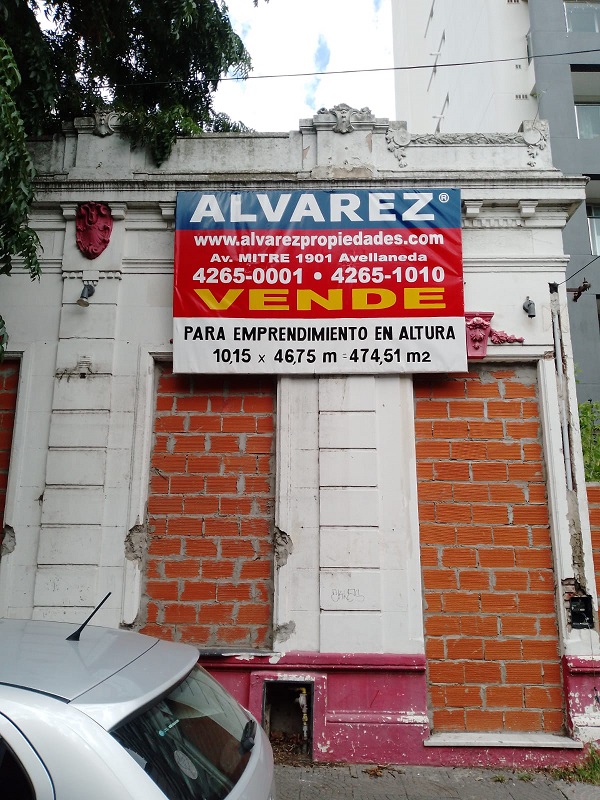 ALVAREZ®
www.alvarezpropiedades.com
Av. MITRE 1901 Avellaneda
4265-0001 • 4265-1010
VENDE
PARA EMPRENDIMIENTO EN ALTURA
10,15 x 46,75 m = 474,51 m2